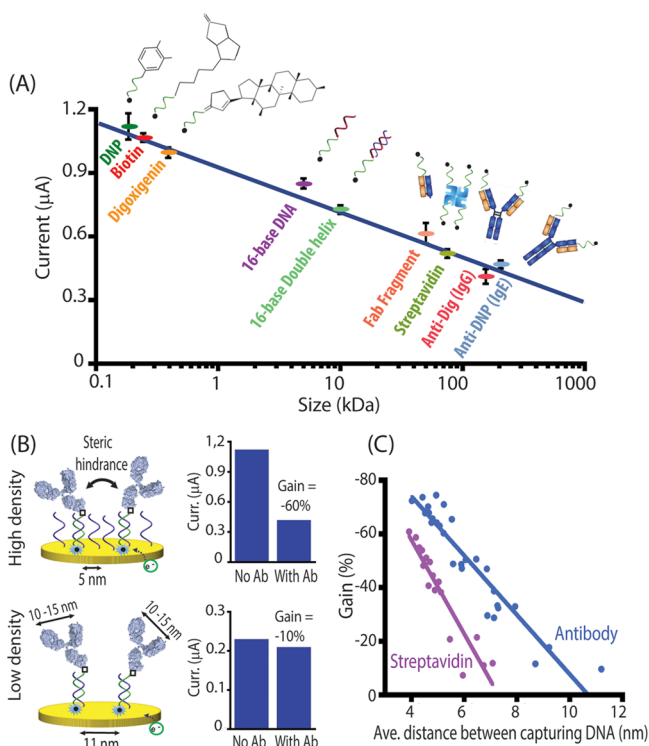 (A)
1.2
0.9
0.6
0.3
0
Current (µA)
DNP
Biotin
Digoxigenin
16-base DNA
16-base Double helix
Fab Fragment
Streptavidin
Anti-Dig (IgG)
Anti-DNP (IgE)
0.1
1
10
100
1000
Size (kDa)
(B)
High density
Steric
hindrance
5 nm
e-
Curr. (µA)
1,2
0.9
0.6
0.3
0
Gain =
-60%
No Ab
With Ab
Low density
10 -15 nm
10 -15 nm
11 nm
e-
Curr. (µA)
0.3
0.2
0.1
0
Gain =
-10%
No Ab
With Ab
(C)
Gain (%)
-80
-60
-40
-20
0
Antibody
Streptavidin
4
6
8
10
12
Ave. distance between capturing DNA (nm)